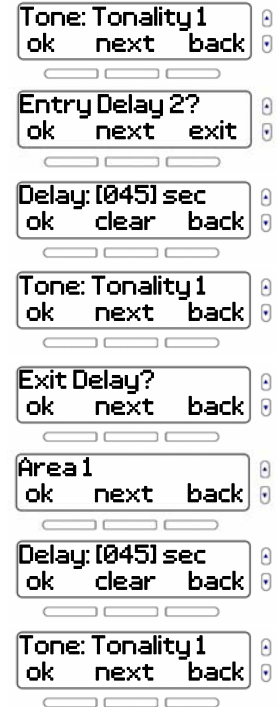 Tone: Tonality 1
ok next back
Entry Delay 2?
ok next exit
Delay: [045] sec
ok clear back
Tone: Tonality 1
ok next back
Exit Delay?
ok next back
Area 1
ok next back
Delay: [045] sec
ok clear back
Tone: Tonality 1
ok next back